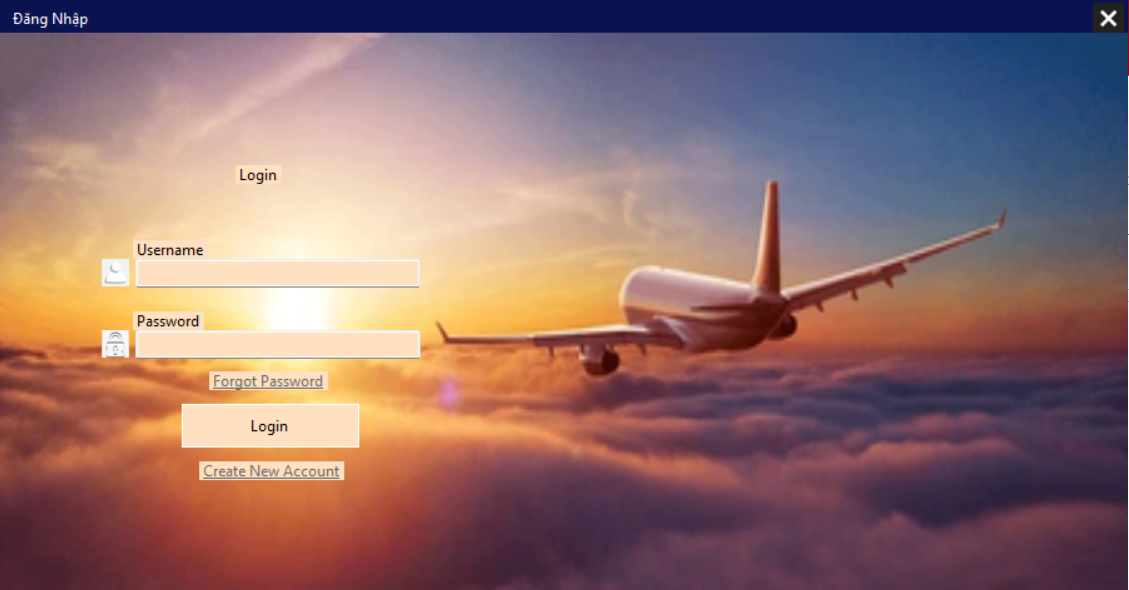 Đăng Nhập
Login
Username
Password
Forgot Password
Login
Create New Account